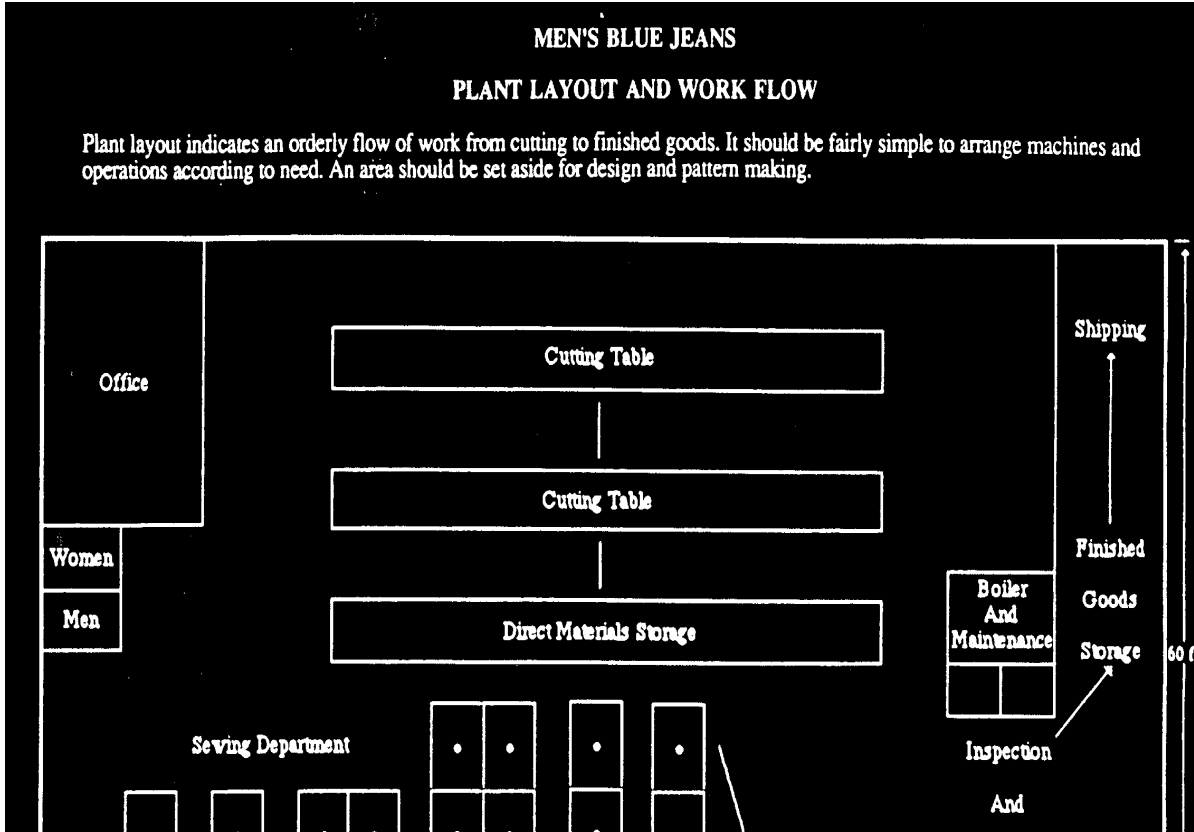 MEN'S BLUE JEANS
PLANT LAYOUT AND WORK FLOW
Plant layout indicates an orderly flow of work from cutting to finished goods. It should be fairly simple to arrange machines and
operations according to need. An area should be set aside for design and pattern making.
Office
Cutting Table
Shipping
Cutting Table
Women
Men
Direct Materials Storage
Boiler
And
Maintenance
Finished
Goods
Storage
60
Sewing Department
Inspection
And